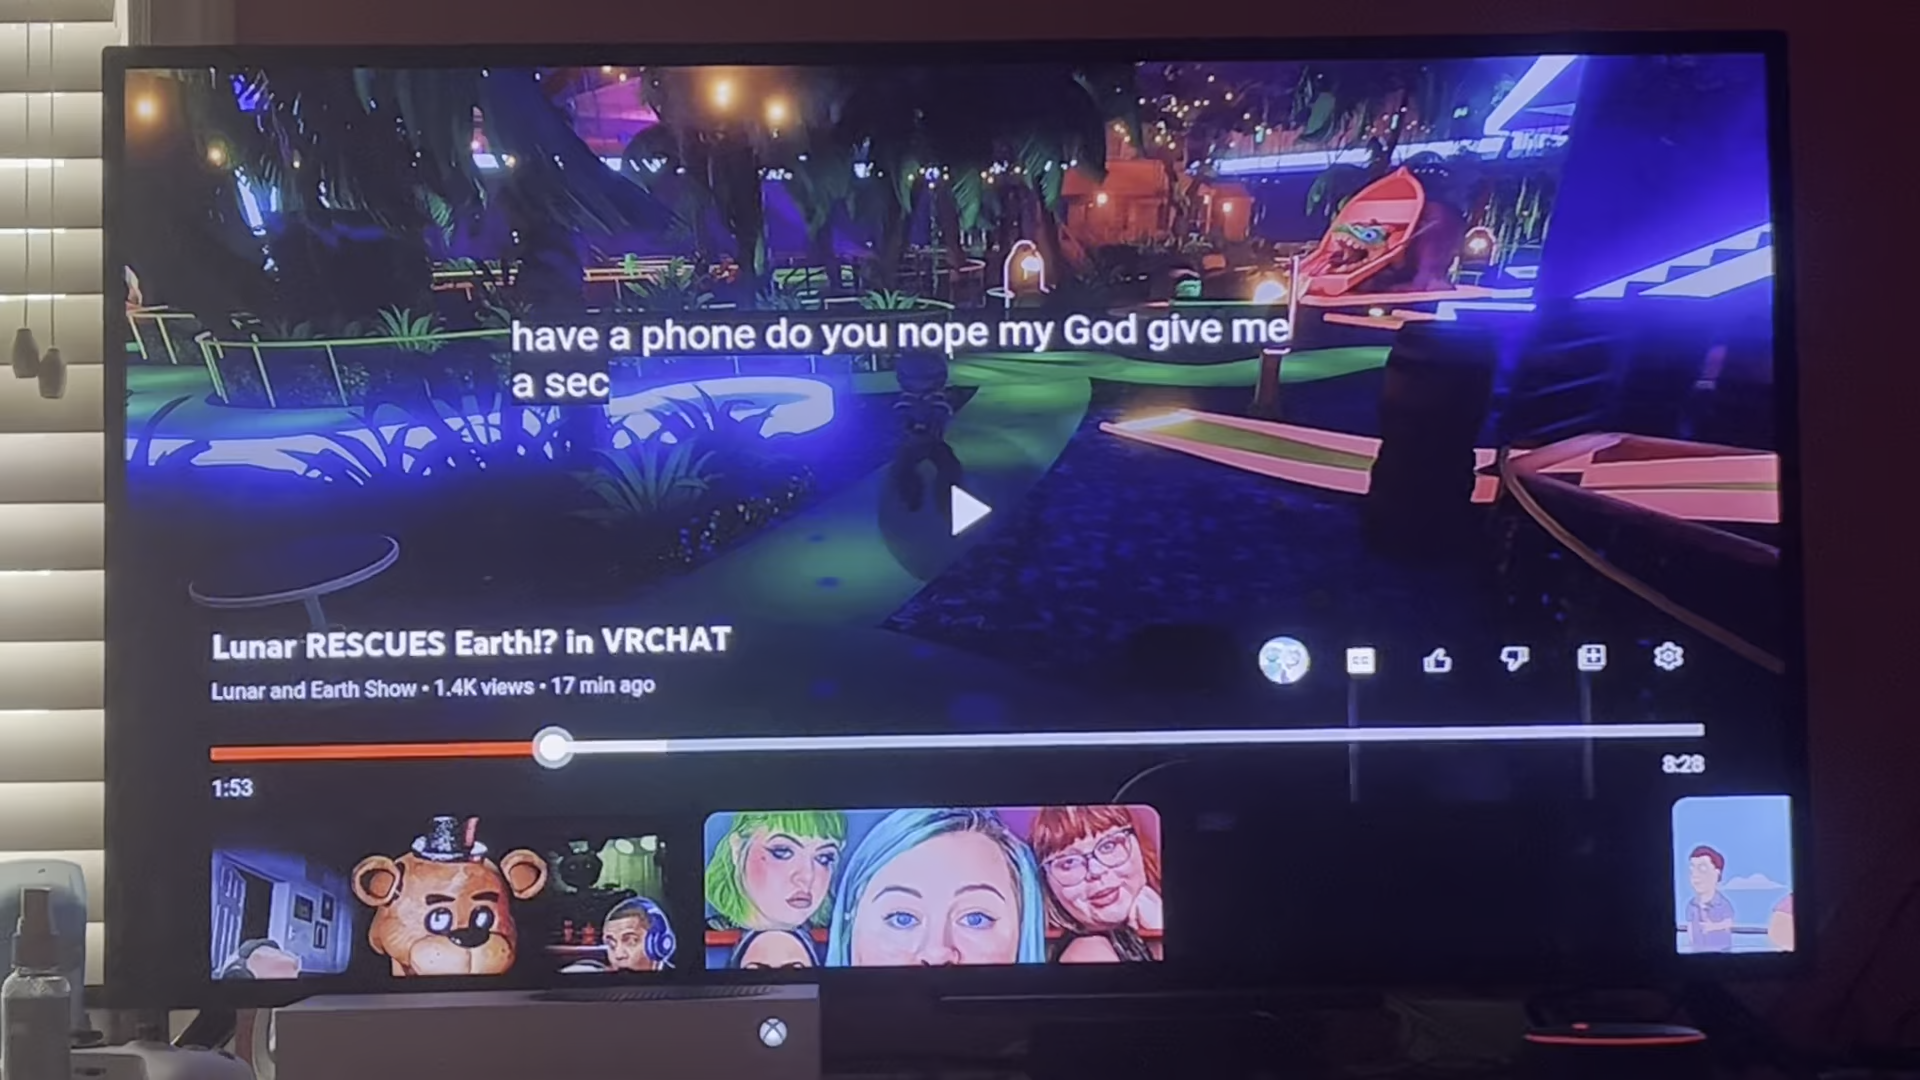 have a phone do you nope my God give me
a sec
Lunar RESCUES Earth!? in VRCHAT
Lunar and Earth Show • 1.4K views • 17 min ago
CC
1:53
8:28